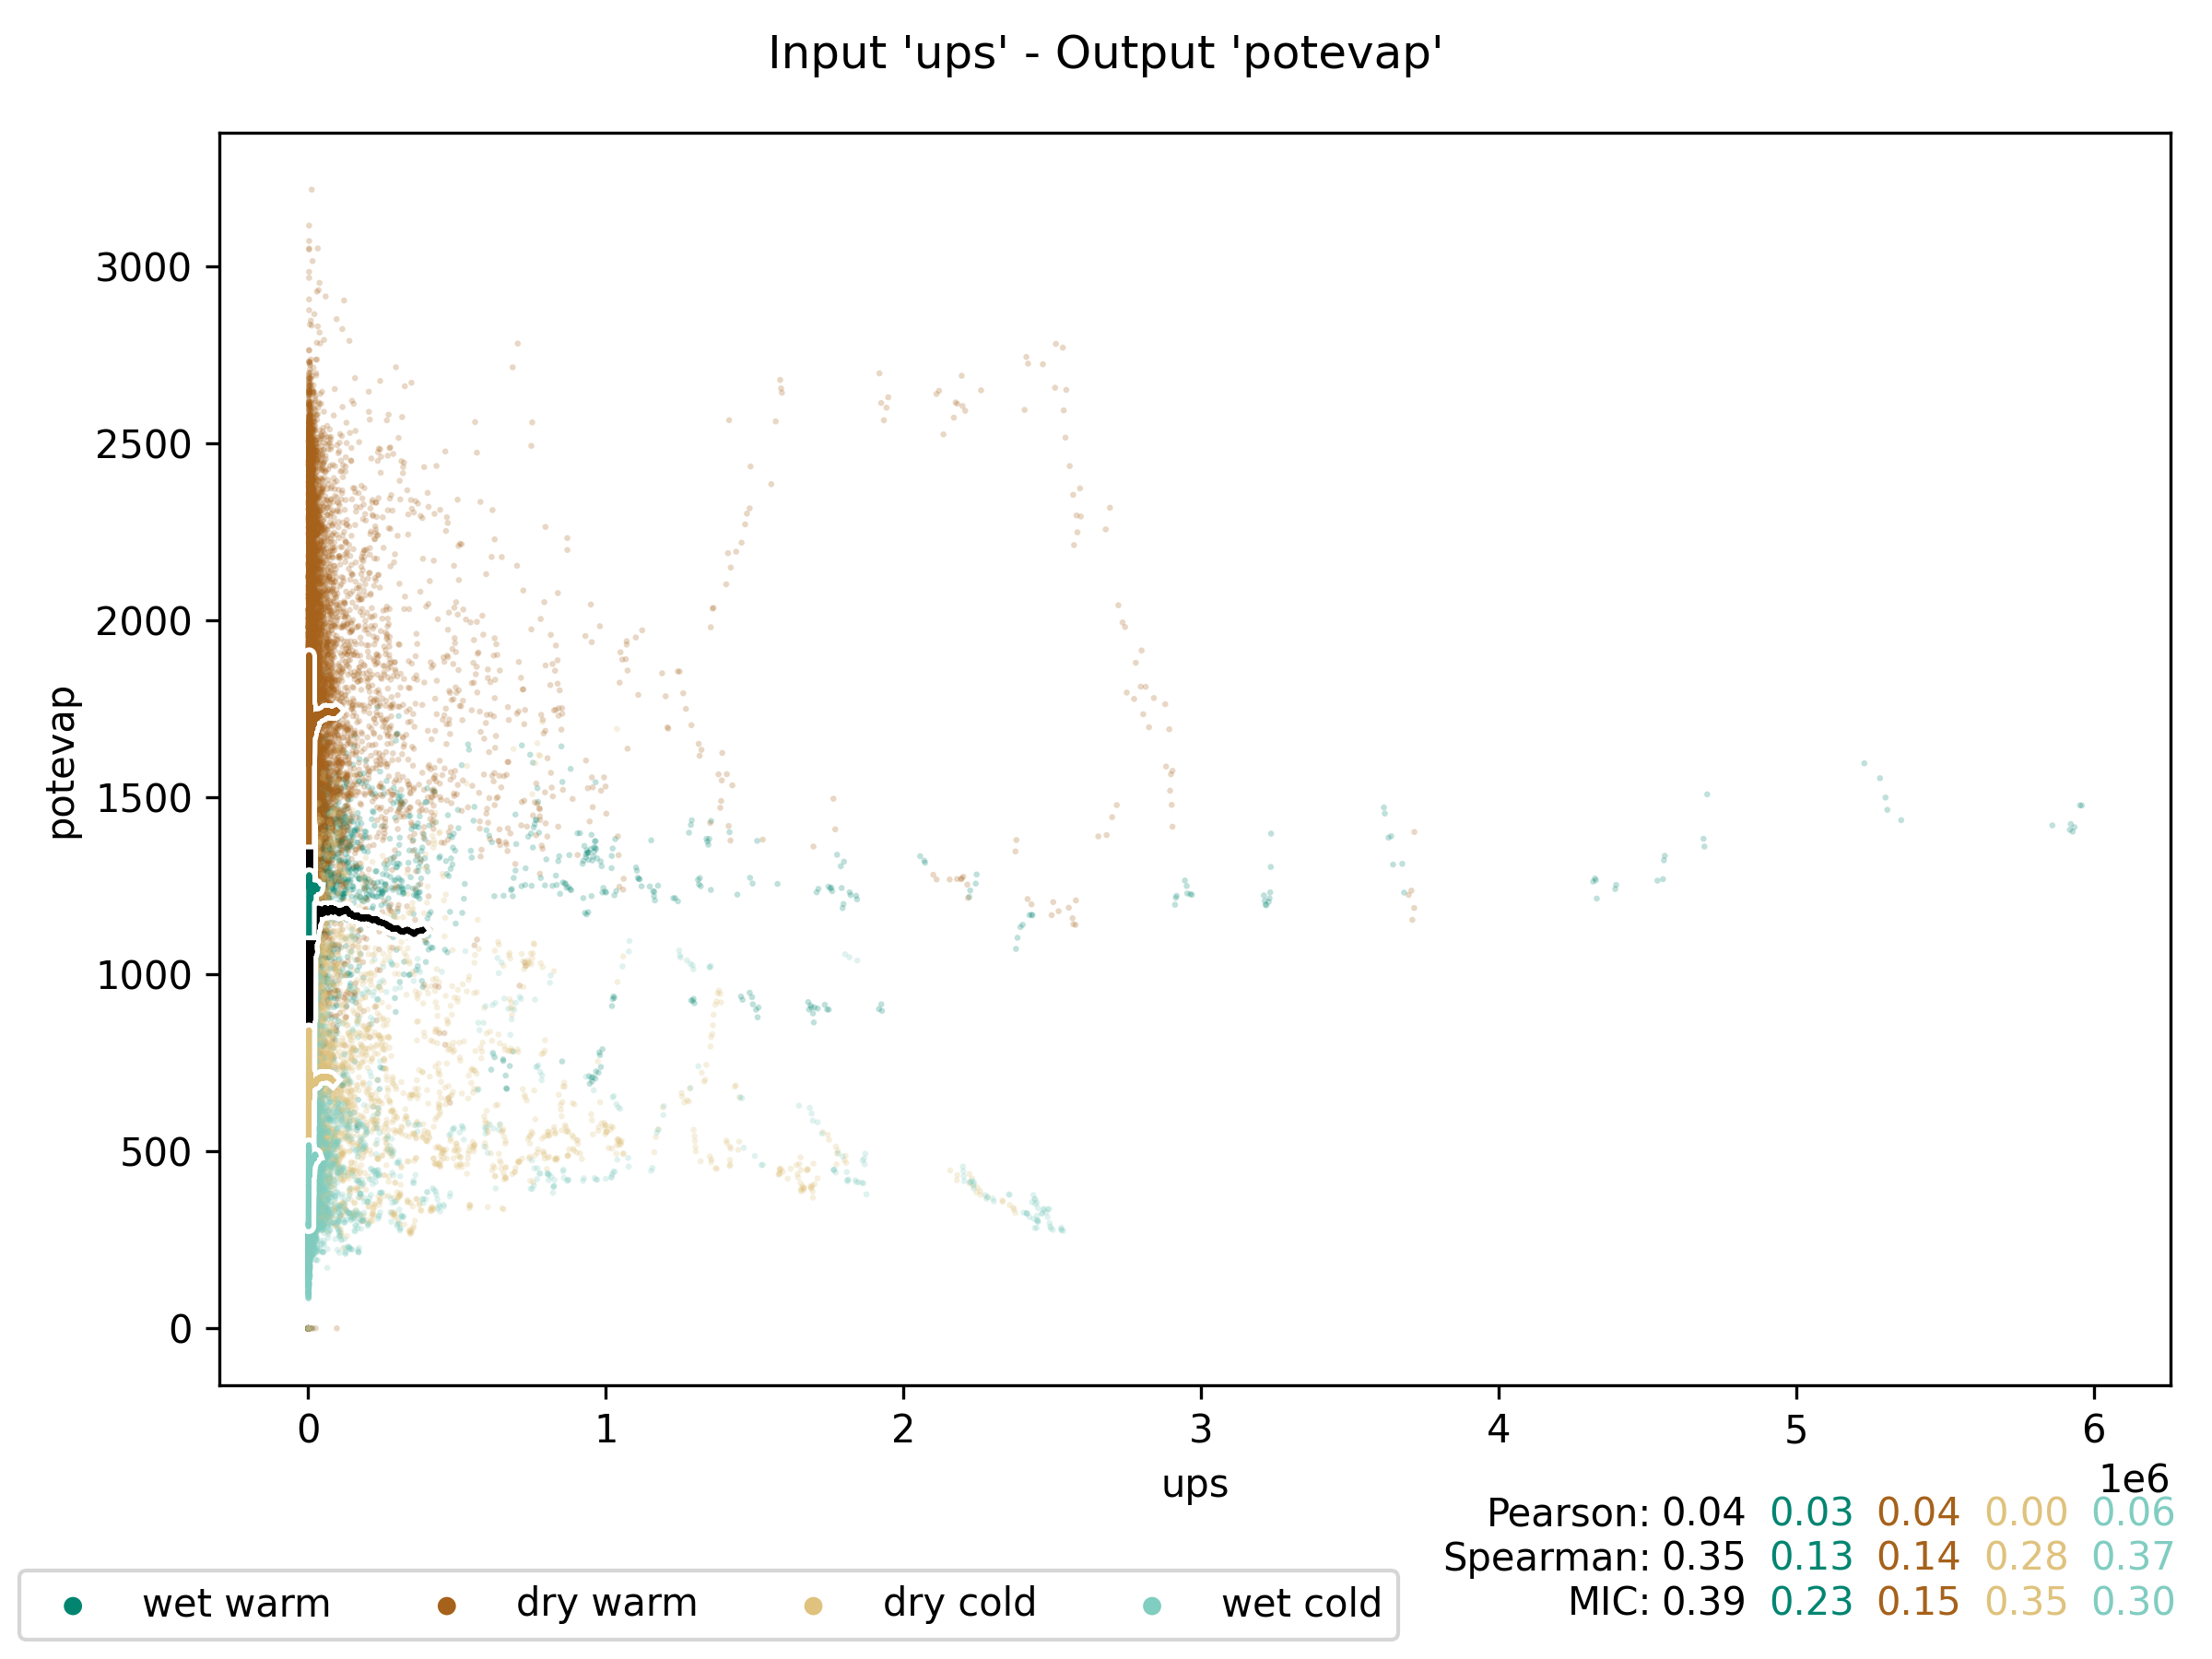 Input 'ups' - Output 'potevap'
3000
2500
2000
1500
1000
500
0
potevap
0 1 2 3 4 5 6
1e6
ups
Pearson: 0.04 0.03 0.04 0.00 0.06
Spearman: 0.35 0.13 0.14 0.28 0.37
MIC: 0.39 0.23 0.15 0.35 0.30
wet warm dry warm dry cold wet cold